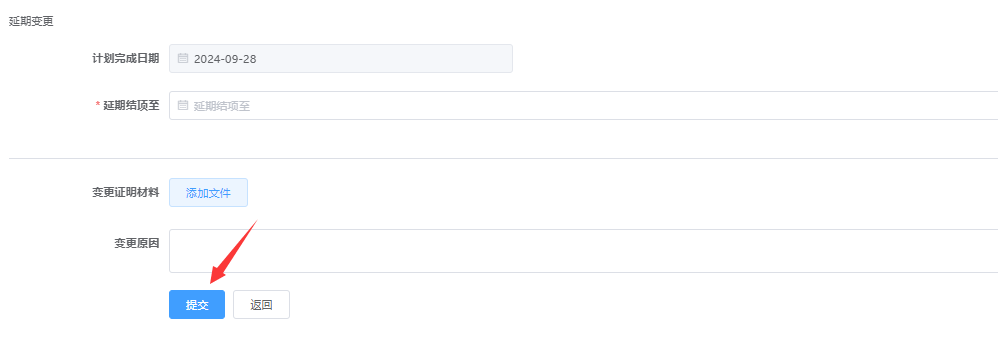 延期变更
计划完成日期 2024-09-28
* 延期结顶至 延期结项至
变更证明材料 添加文件
变更原因
提交 返回